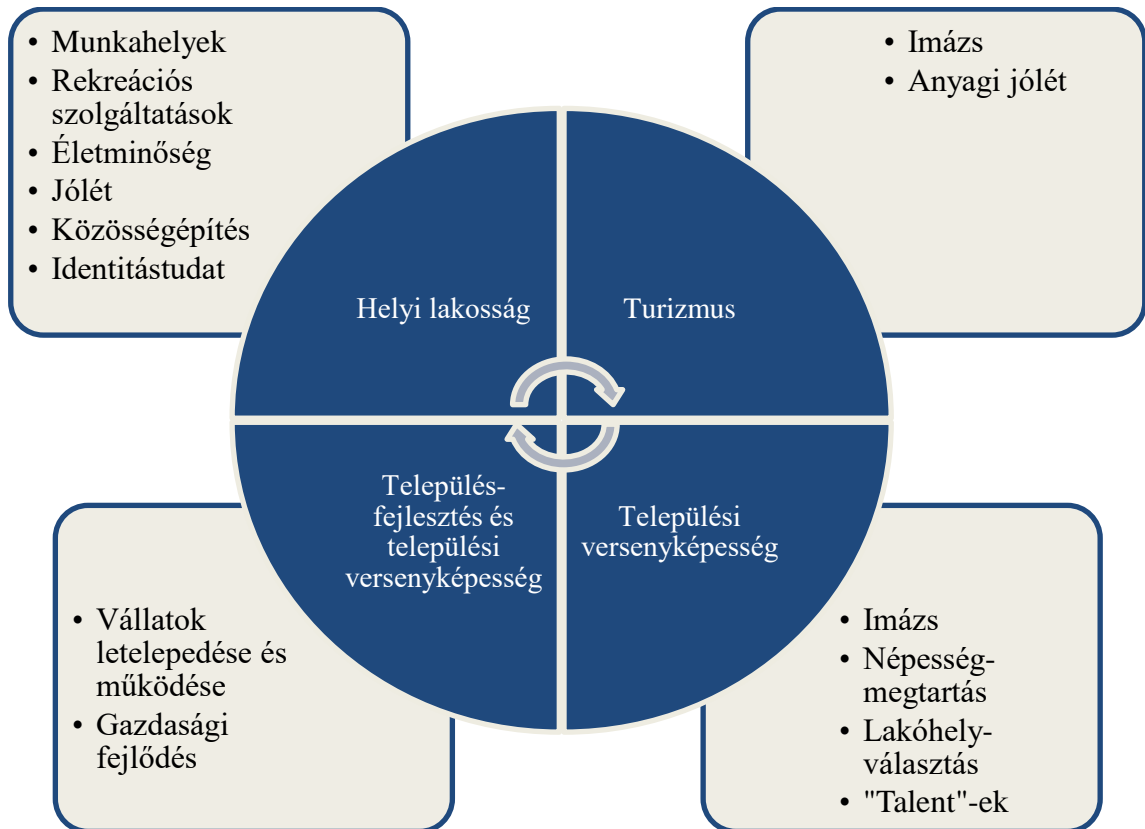 • Munkahelyek
• Rekreációs
szolgáltatások
• Életminőség
• Jólét
• Közösségépítés
• Identitástudat
• Imázs
• Anyagi jólét
Helyi lakosság
Turizmus
Település-
fejlesztés és
települési
versenyképesség
Települési
versenyképesség
• Vállatok
letelepedése és
működése
• Gazdasági
fejlődés
• Imázs
• Népesség-
megtartás
• Lakóhely-
választás
• "Talent"-ek